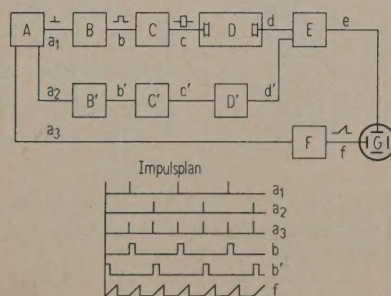 A B C D d E e
a1 b c
B' C' D'
a2 b' c' d'
a3 F f G
Impulsplan
a1
a2
a3
b
b'
f